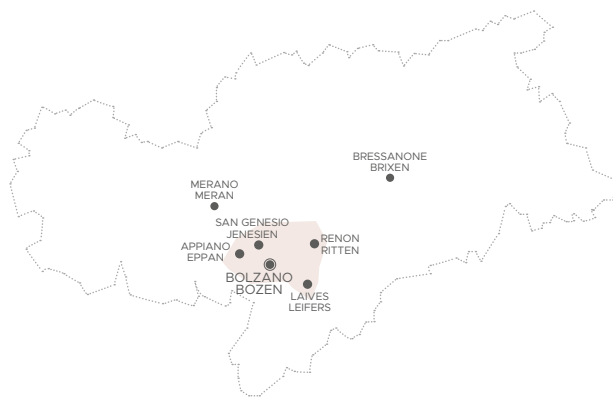 BRESSANONE
BRIXEN
MERANO
MERAN
SAN GENESIO
JENESIEN
RENON
RITTEN
APPIANO
EPPAN
BOLZANO
BOZEN
LAIVES
LEIFERS